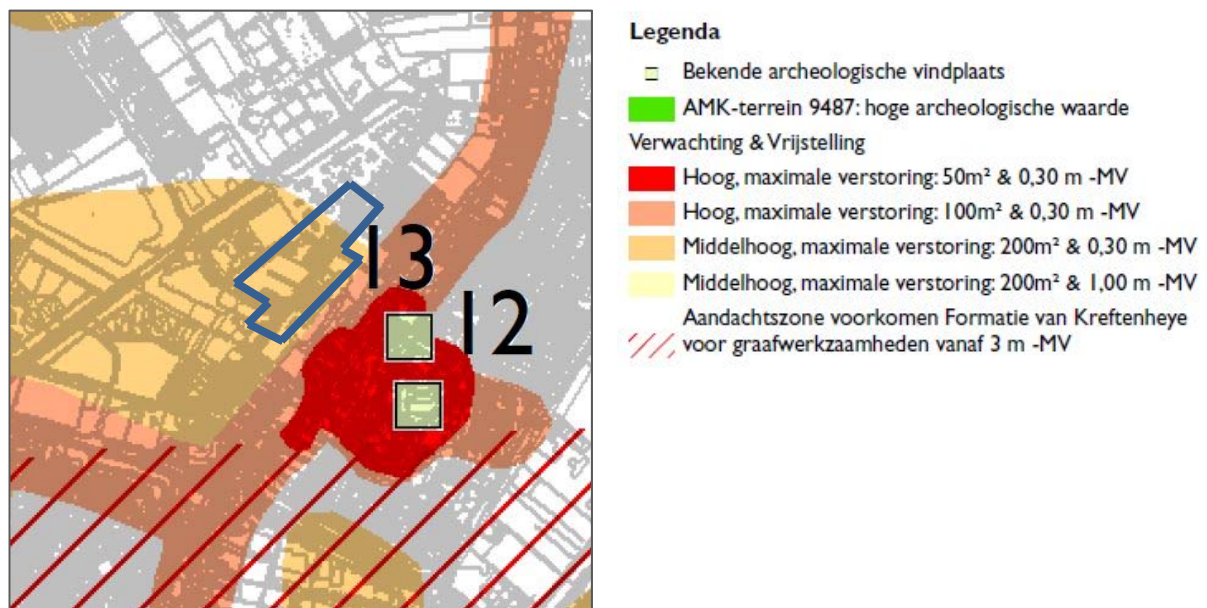 13
12
Legenda
Bekende archeologische vindplaats
AMK-terrein 9487: hoge archeologische waarde
Verwachting & Vrijstelling
Hoog, maximale verstoring: 50m² & 0,30 m -MV
Hoog, maximale verstoring: 100m² & 0,30 m -MV
Middelhoog, maximale verstoring: 200m² & 0,30 m -MV
Middelhoog, maximale verstoring: 200m² & 1,00 m -MV
Aandachtszone voorkomen Formatie van Kreftenheye
voor graafwerkzaamheden vanaf 3 m -MV